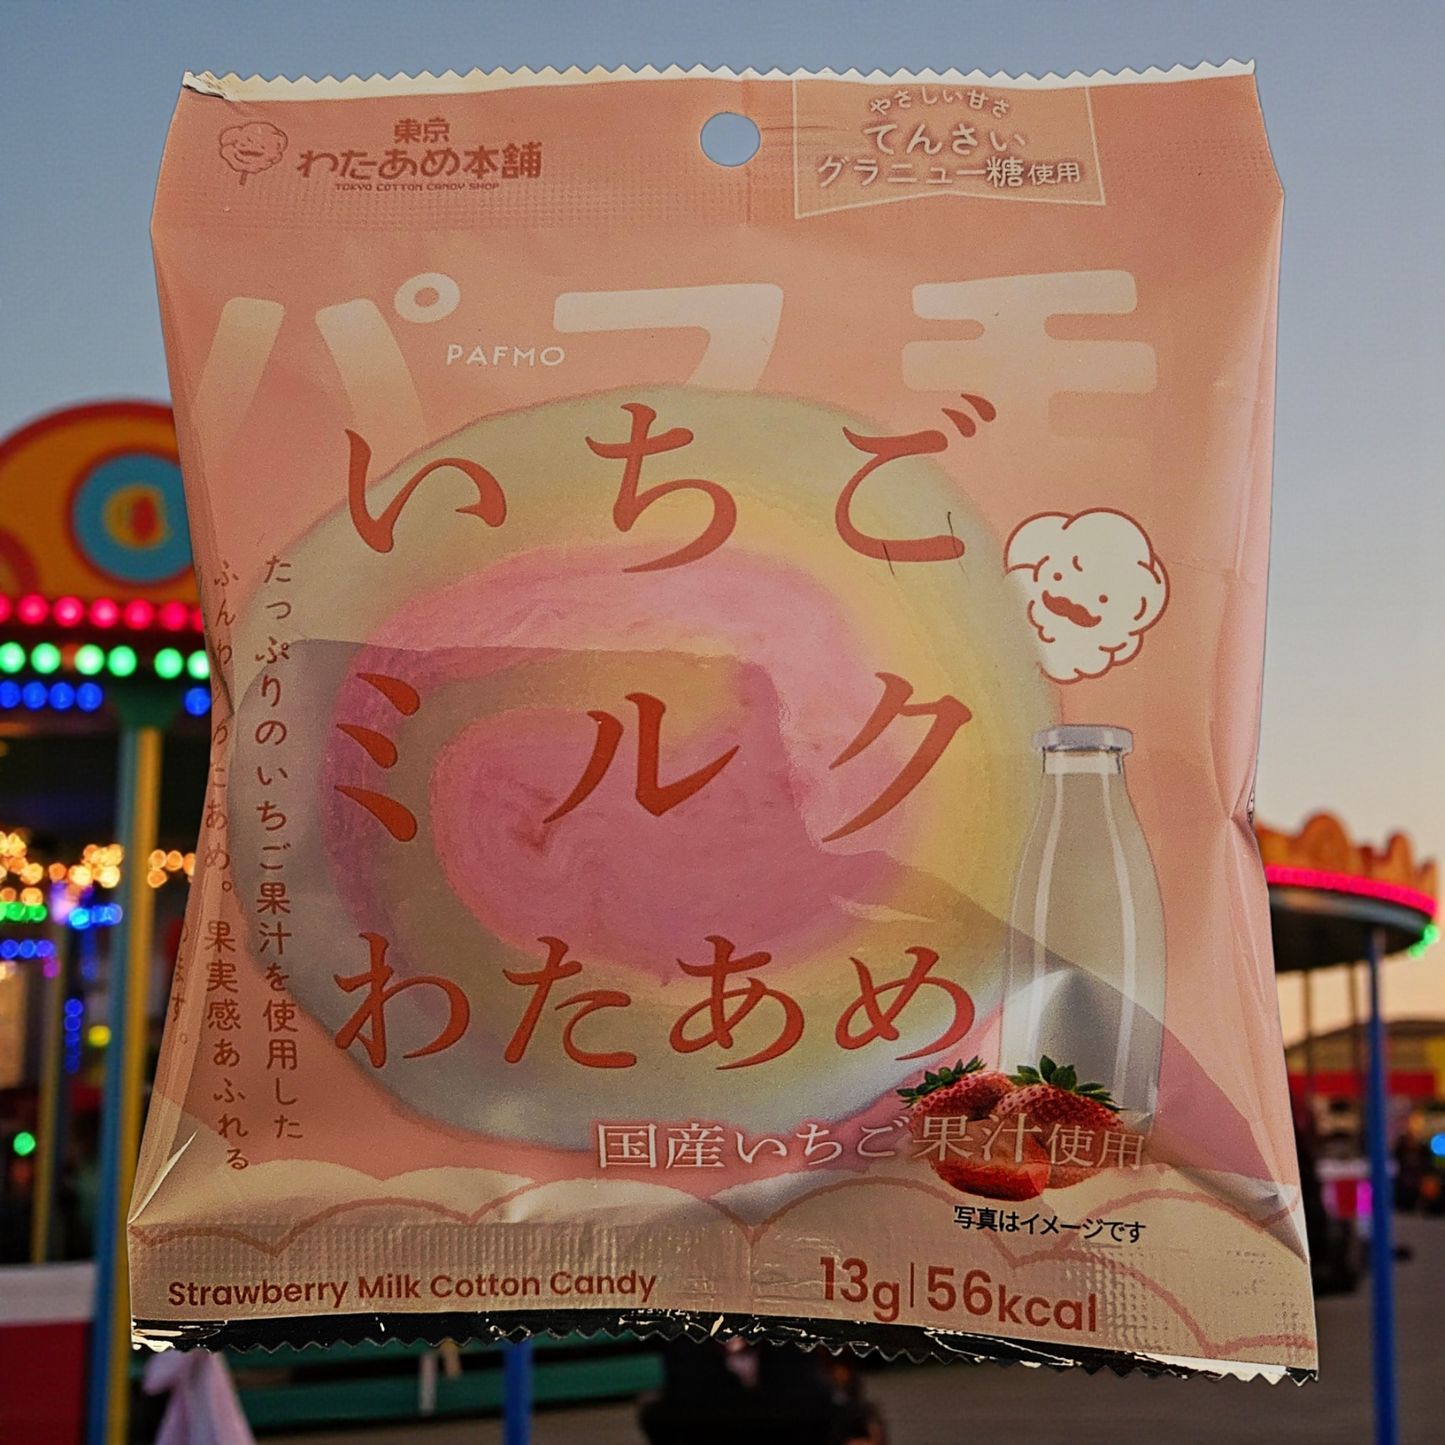 東京
わたあめ本舗
TOKYO COTTON CANDY SHOP
やさしい甘さ
てんさい
グラニュー糖使用
パフモ
PAFMO
いちご
ミルク
わたあめ
たっぷりのいちご果汁を使用した
ふんわり
わたあめ。果実感あふれる
ます。
国産いちご果汁使用
写真はイメージです
Strawberry Milk Cotton Candy
13g|56kcal